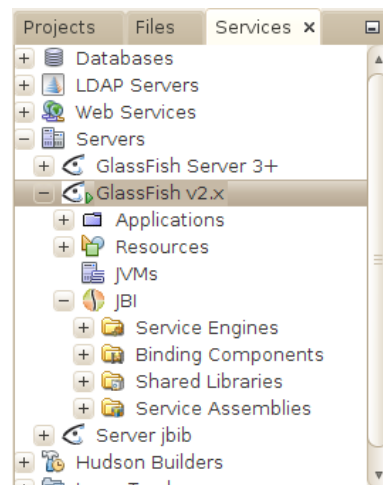 Projects Files Services x
Databases
LDAP Servers
Web Services
Servers
GlassFish Server 3+
GlassFish v2.x
Applications
Resources
JVMs
JBI
Service Engines
Binding Components
Shared Libraries
Service Assemblies
Server jbib
Hudson Builders